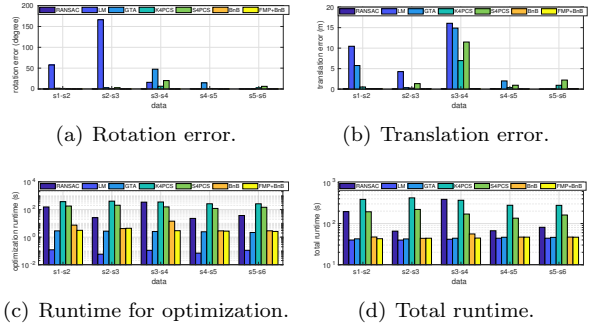 RANSAC LM GTA K4PCS S4PCS BnB FMP+BnB
rotation error (degree)
200
150
100
50
0
s1-s2 s2-s3 s3-s4 s4-s5 s5-s6
data
(a) Rotation error.
RANSAC LM GTA K4PCS S4PCS BnB FMP+BnB
translation error (m)
20
15
10
5
0
s1-s2 s2-s3 s3-s4 s4-s5 s5-s6
data
(b) Translation error.
RANSAC LM GTA K4PCS S4PCS BnB FMP+BnB
optimization runtime (s)
10^4
10^2
10^0
10^-2
s1-s2 s2-s3 s3-s4 s4-s5 s5-s6
data
(c) Runtime for optimization.
RANSAC LM GTA K4PCS S4PCS BnB FMP+BnB
total runtime (s)
10^3
10^2
10^1
s1-s2 s2-s3 s3-s4 s4-s5 s5-s6
data
(d) Total runtime.